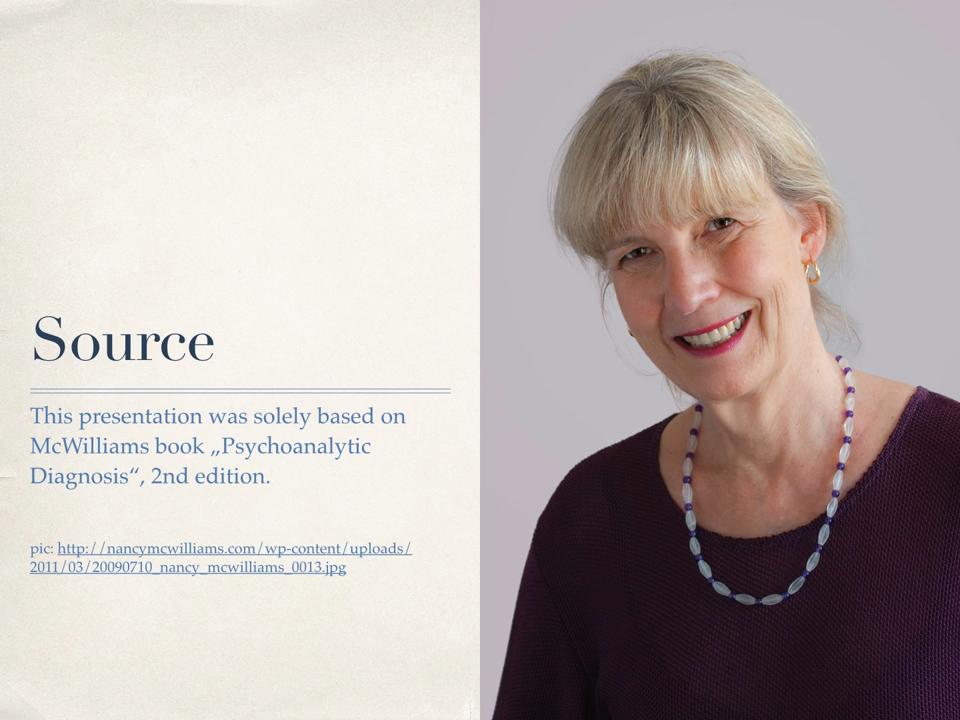 Source
This presentation was solely based on
McWilliams book „Psychoanalytic
Diagnosis“, 2nd edition.
pic: http://nancymcwilliams.com/wp-content/uploads/
2011/03/20090710_nancy_mcwilliams_0013.jpg